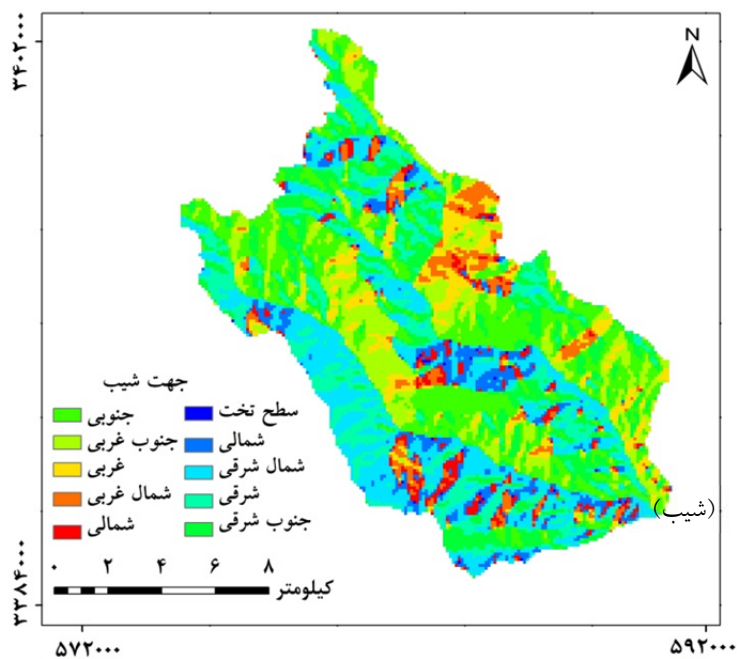 N
۳۴۰۲۰۰۰
۳۳۸۴۰۰۰
جهت شیب
سطح تخت
شمالی
شمال شرقی
شرقی
جنوب شرقی
جنوبی
جنوب غربی
غربی
شمال غربی
شمالی
(شیب)
۰ ۲ ۴ ۶ ۸
کیلومتر
۵۷۲۰۰۰
۵۹۲۰۰۰